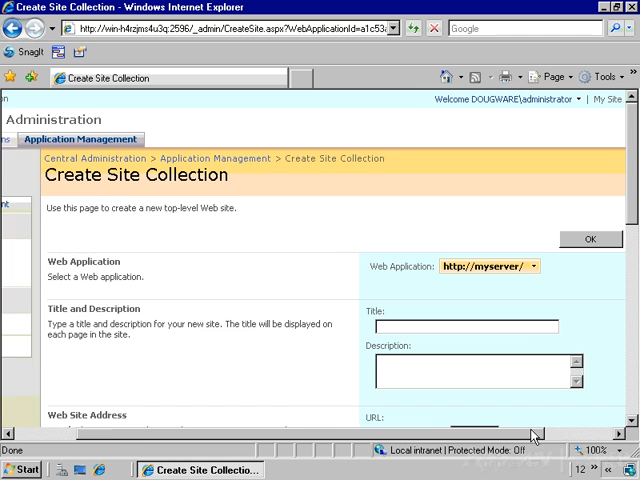 Create Site Collection - Windows Internet Explorer
http://win-h4rzjms4u3q:2596/_admin/CreateSite.aspx?WebApplicationId=a1c53a
Google
SnagIt
Create Site Collection
Page
Tools
Welcome DOUGWARE\administrator
My Site
Administration
ns
Application Management
Central Administration > Application Management > Create Site Collection
Create Site Collection
nt
Use this page to create a new top-level Web site.
OK
Web Application
Select a Web application.
Web Application: http://myserver/
Title and Description
Type a title and description for your new site. The title will be displayed on
each page in the site.
Title:
Description:
Web Site Address
URL:
Done
Local intranet | Protected Mode: Off
100%
Start
Create Site Collectio...
12